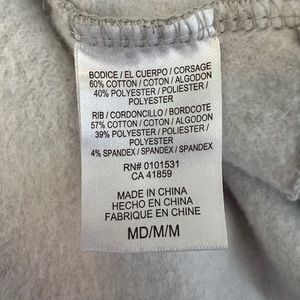 BODICE / EL CUERPO / CORSAGE
60% COTTON / COTON / ALGODON
40% POLYESTER / POLIESTER /
POLYESTER
RIB / CORDONCILLO / BORDCOTE
57% COTTON / COTON / ALGODON
39% POLYESTER / POLIESTER /
POLYESTER
4% SPANDEX / SPANDEX / SPANDEX
RN# 0101531
CA 41859
MADE IN CHINA
HECHO EN CHINA
FABRIQUE EN CHINE
MD/M/M